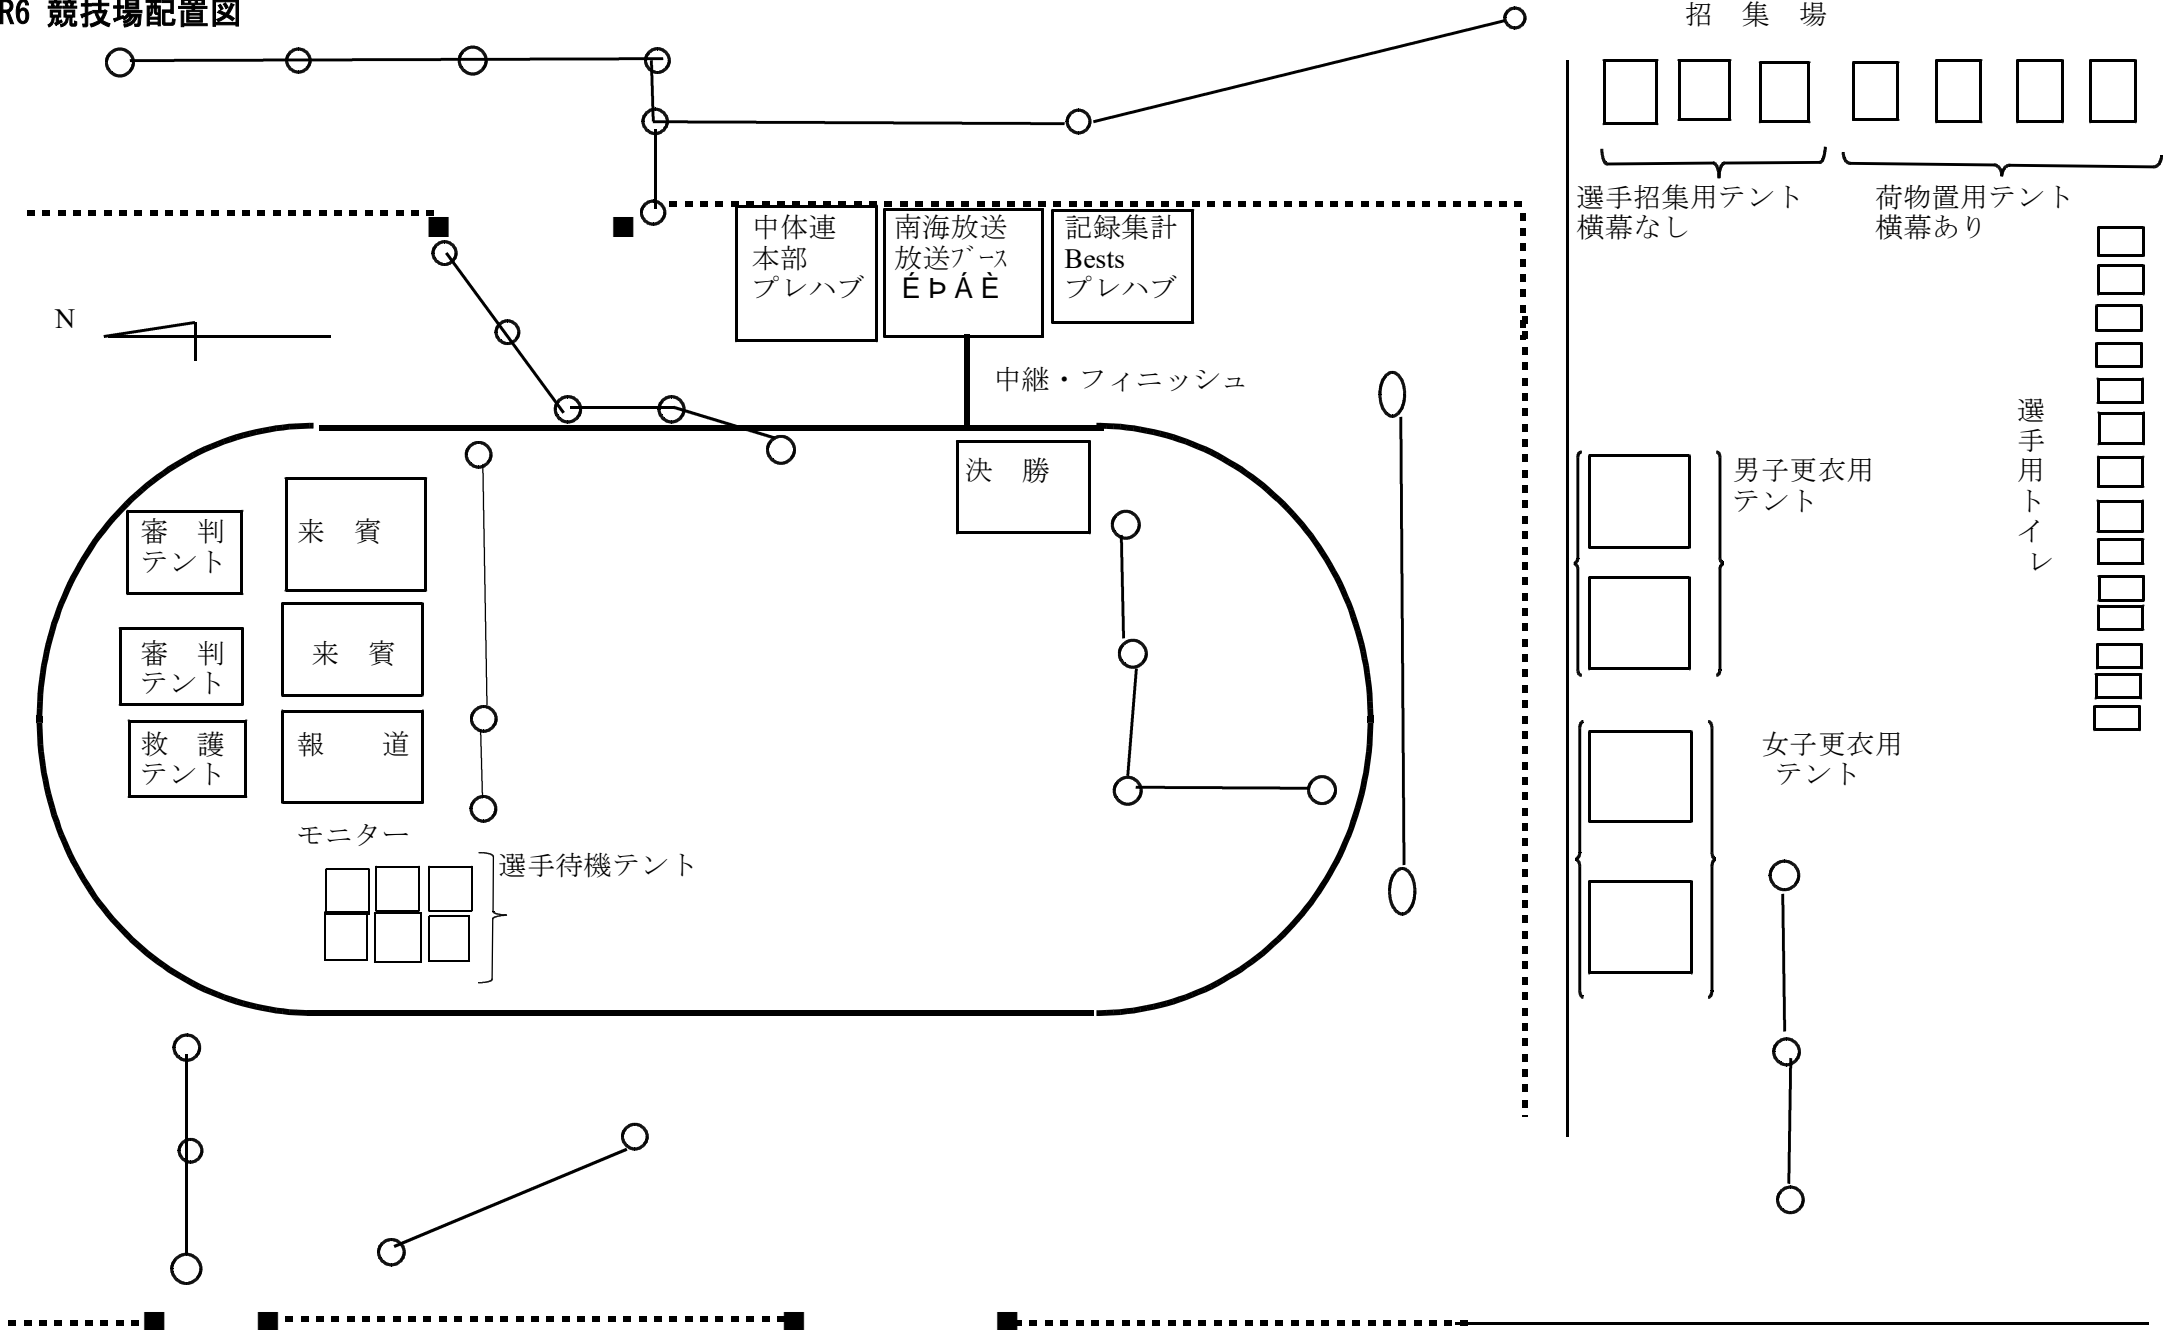 R6 競技場配置図
招　集　場
選手招集用テント
横幕なし
荷物置用テント
横幕あり
中体連
本部
プレハブ
南海放送
放送ﾌﾞｰｽ
ÉÞÁÈ
記録集計
Bests
プレハブ
N
中継・フィニッシュ
決　勝
選手用トイレ
男子更衣用
テント
審　判
テント
来　賓
審　判
テント
来　賓
救　護
テント
報　　道
女子更衣用
テント
モニター
選手待機テント